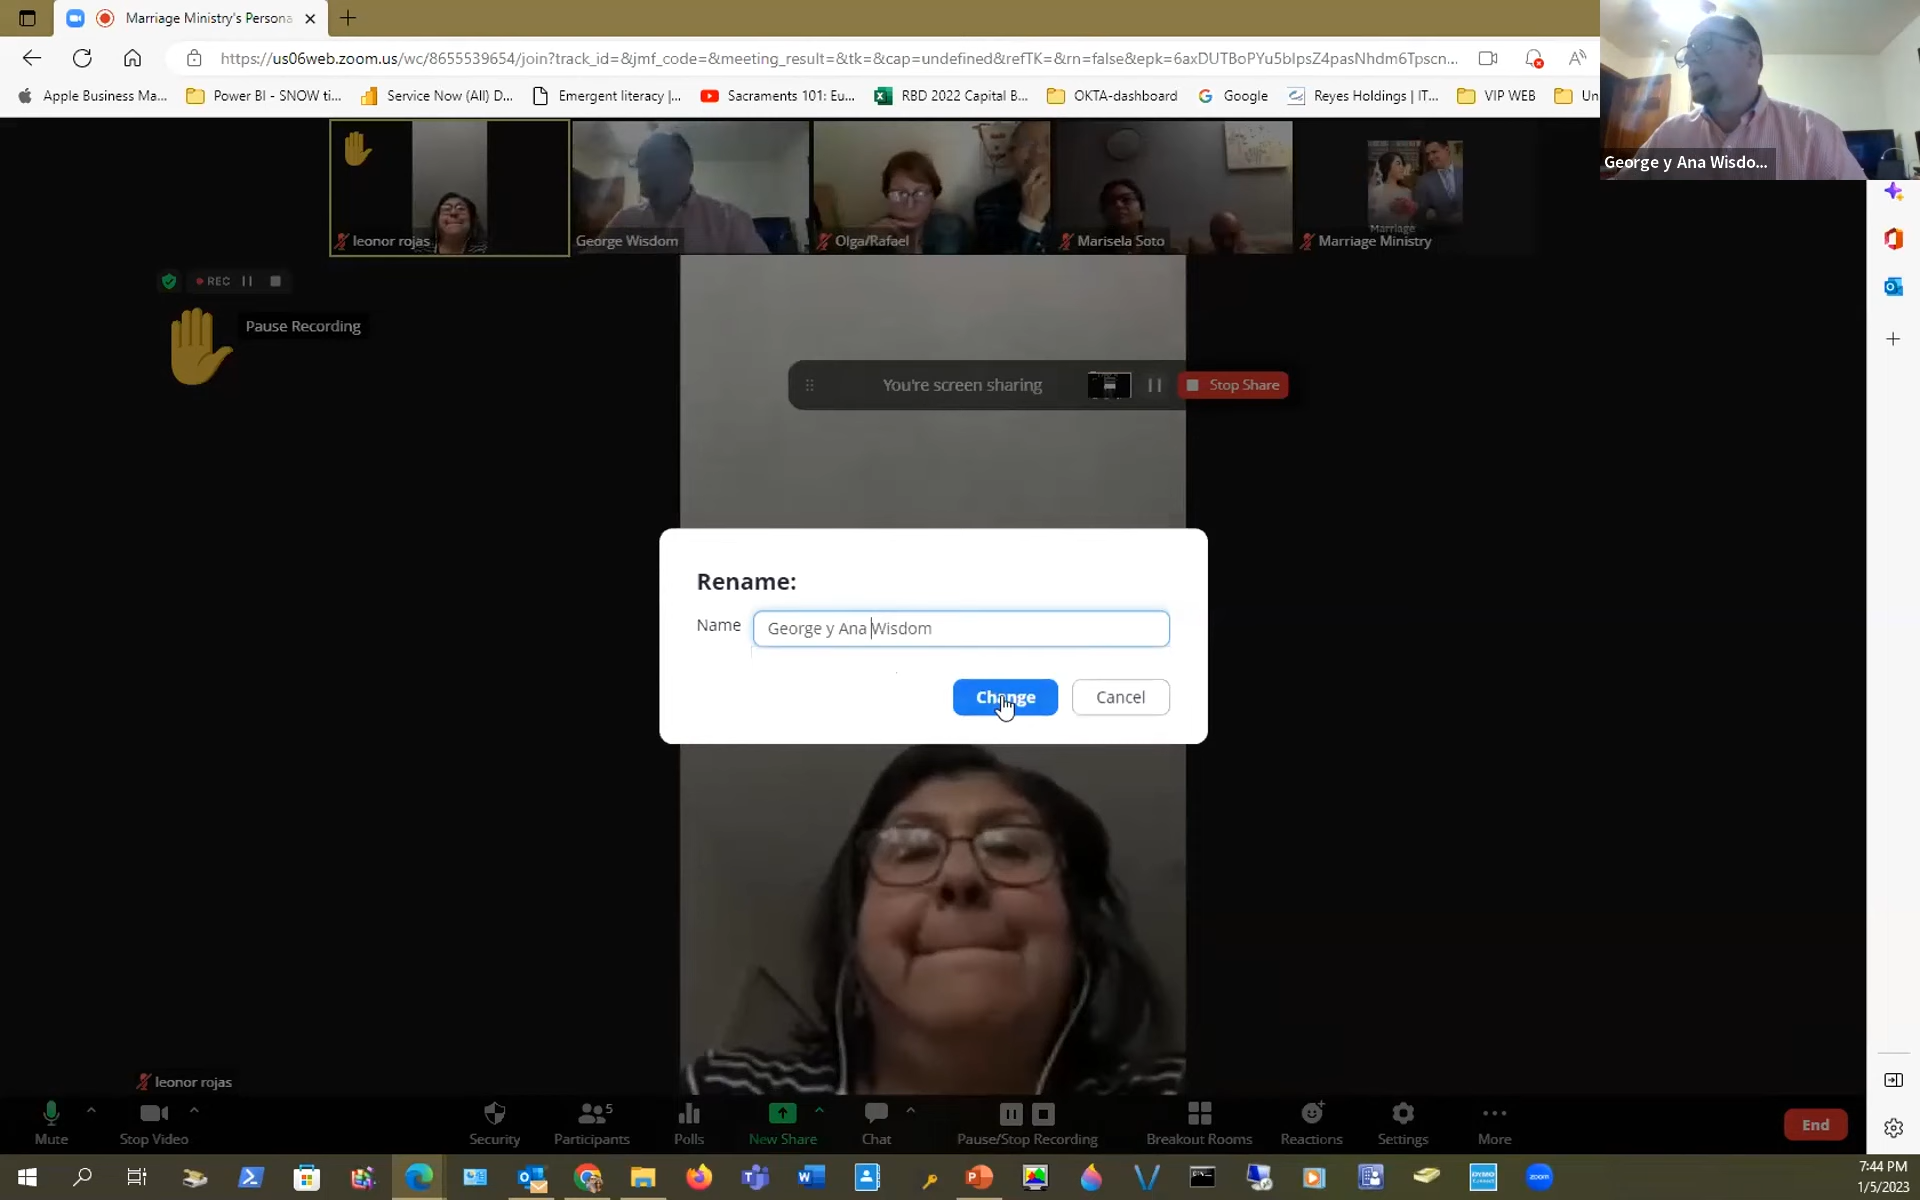 Marriage Ministry's Persona
https://us06web.zoom.us/wc/8655539654/join?track_id=&jmf_code=&meeting_result=&tk=&cap=undefined&refTK=&rn=false&epk=6axDUTBoPYu5bIpsZ4pasNhdm6Tpscn...
Apple Business Ma... Power BI - SNOW ti... Service Now (All) D... Emergent literacy |... Sacraments 101: Eu... RBD 2022 Capital B... OKTA-dashboard Google Reyes Holdings | IT... VIP WEB Un
George y Ana Wisdo...
leonor rojas George Wisdom Olga/Rafael Marisela Soto Marriage Ministry
Marriage
REC
Pause Recording
You're screen sharing Stop Share
Rename:
Name George y Ana Wisdom
Change Cancel
leonor rojas
5
Mute Stop Video Security Participants Polls New Share Chat Pause/Stop Recording Breakout Rooms Reactions Settings More End
zoom
7:44 PM
1/5/2023